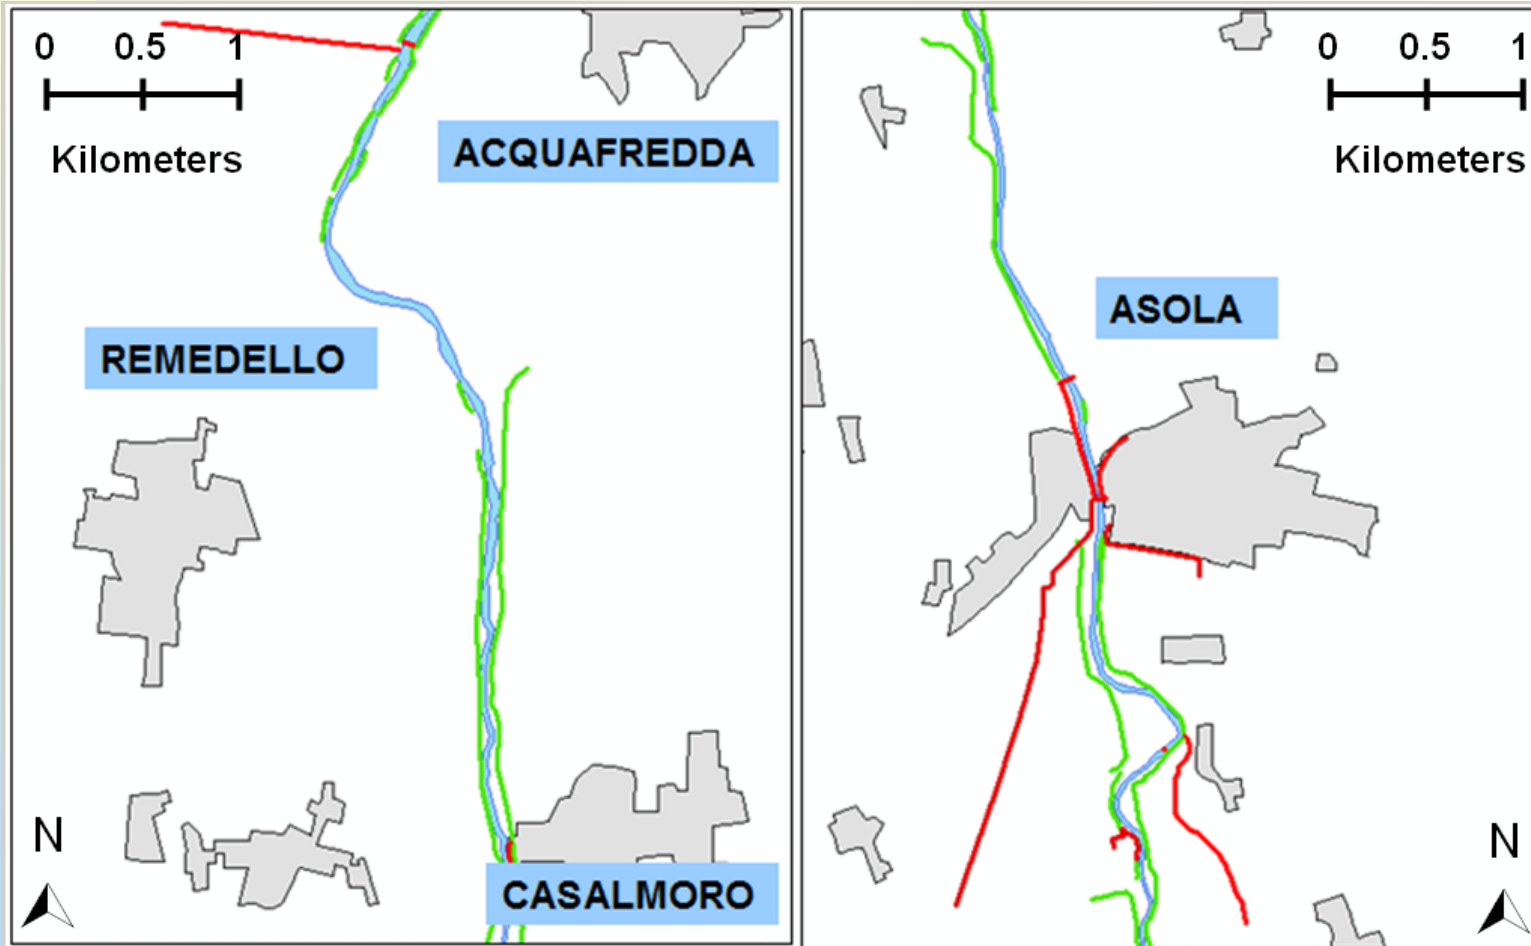 0 0.5 1
Kilometers
ACQUAFREDDA
REMEDELLO
N
CASALMORO
0 0.5 1
Kilometers
ASOLA
N